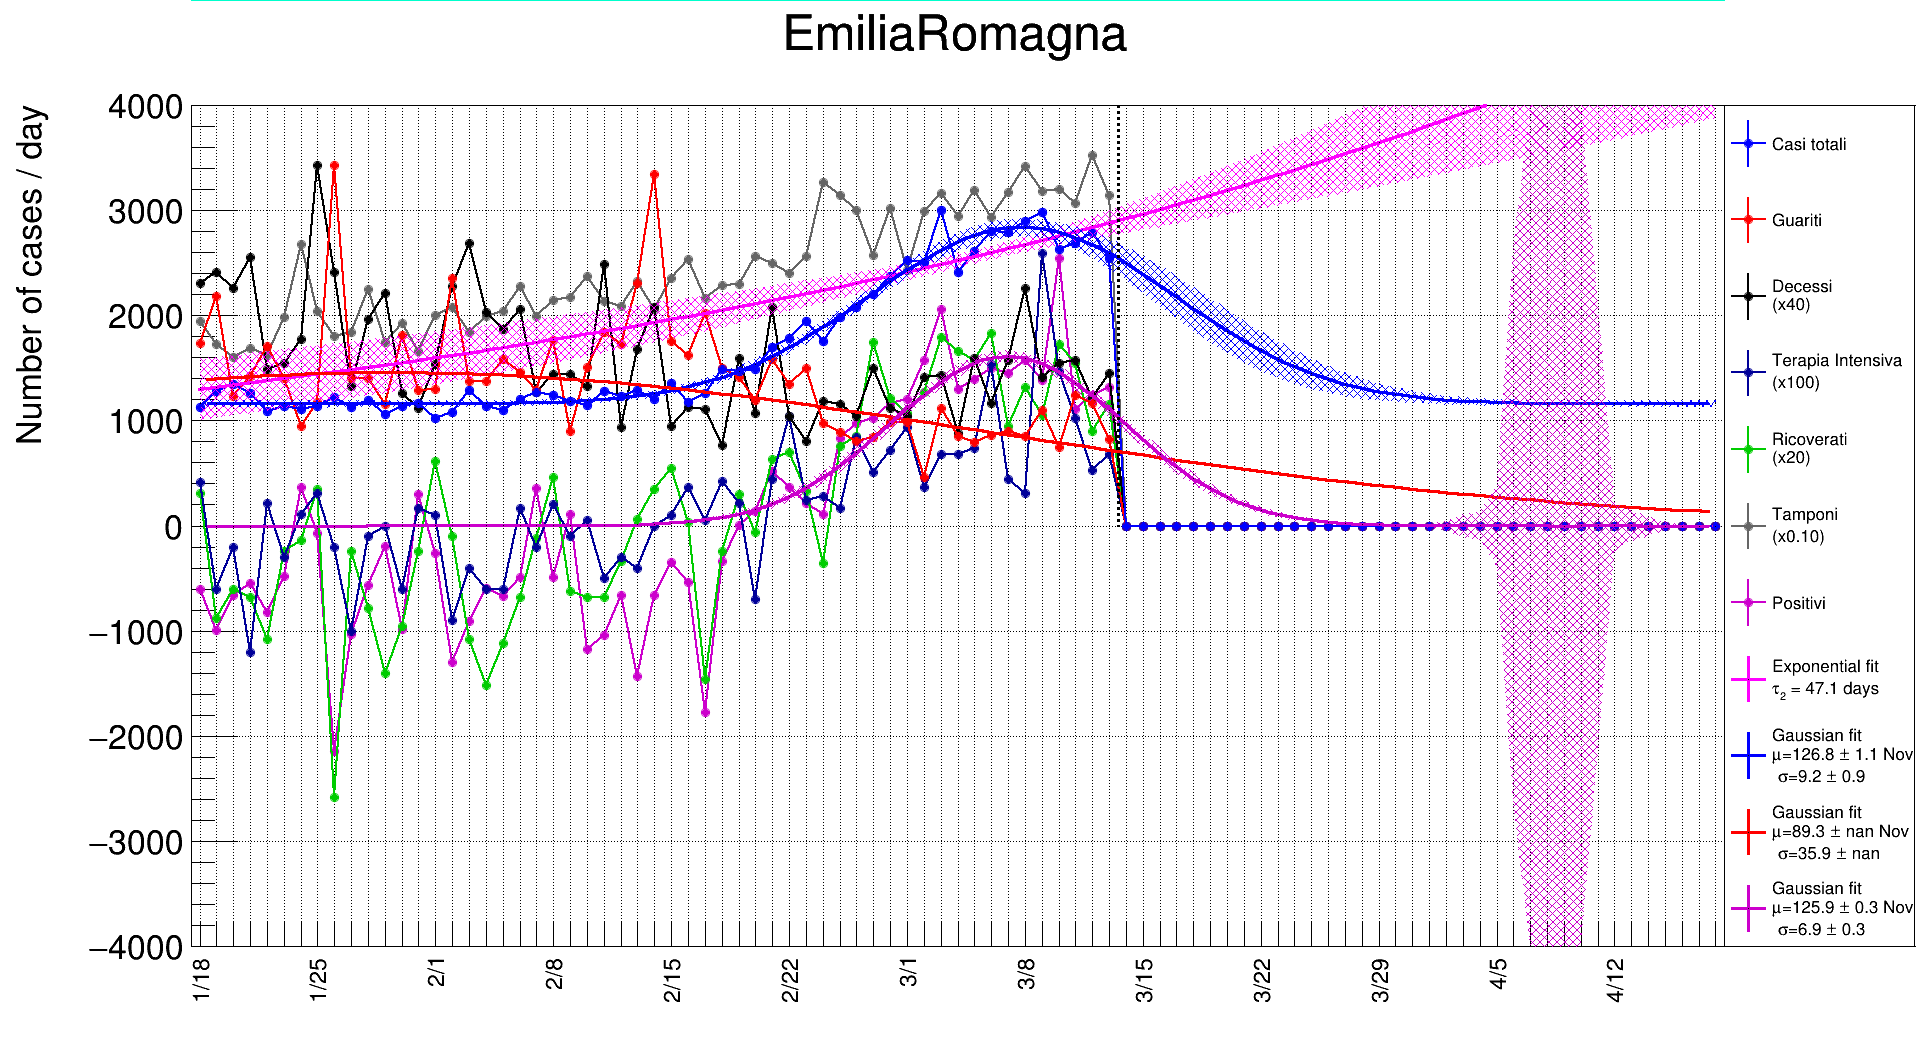 EmiliaRomagna
Number of cases / day
4000
3000
2000
1000
0
−1000
−2000
−3000
−4000
1/18
1/25
2/1
2/8
2/15
2/22
3/1
3/8
3/15
3/22
3/29
4/5
4/12
Casi totali
Guariti
Decessi
(x40)
Terapia Intensiva
(x100)
Ricoverati
(x20)
Tamponi
(x0.10)
Positivi
Exponential fit
τ2 = 47.1 days
Gaussian fit
μ=126.8 ± 1.1 Nov
σ=9.2 ± 0.9
Gaussian fit
μ=89.3 ± nan Nov
σ=35.9 ± nan
Gaussian fit
μ=125.9 ± 0.3 Nov
σ=6.9 ± 0.3